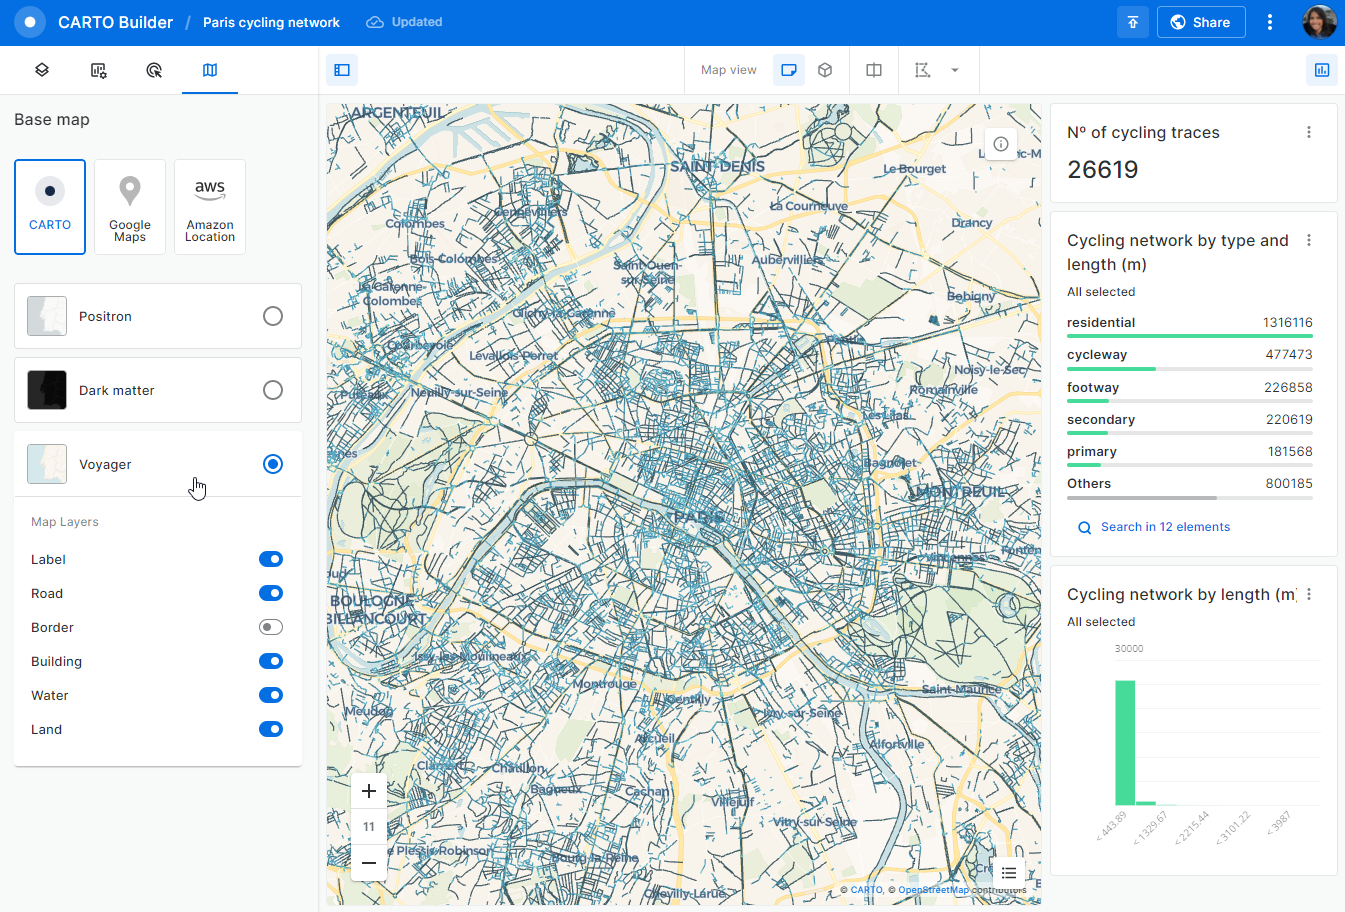 CARTO Builder / Paris cycling network Updated
Share
Map view
Base map
CARTO
Google
Maps
aws
Amazon
Location
Positron
Dark matter
Voyager
Map Layers
Label
Road
Border
Building
Water
Land
ARGENTEUIL
SAINT-DENIS
Le Bourget
La Courneuve
Drancy
Gennevilliers
Colombes
Bois-Colombes
Saint-Ouen-
sur-Seine
Aubervilliers
La Garenne-
Colombes
Bobigny
Clichy-la-Garenne
Courbevoie
Levallois-Perret
Pantin
Noisy-le-Sec
Puteaux
Neuilly-sur-Seine
Romainville
Les Lilas
Bagnolet
MONTREUIL
PARIS
Vincennes
BOULOGNE-
BILLANCOURT
Issy-les-Moulineaux
Montrouge
Gentilly
Saint-Maurice
Meudon
Ivry-sur-Seine
Arcueil
Alfortville
Clamart
Châtillon
Bagneux
Cachan
Villejuif
Vitry-sur-Seine
e Plessis-Robinson
Bourg-la-Reine
Chevilly-Larue
11
© CARTO, © OpenStreetMap contributors
Nº of cycling traces
26619
Cycling network by type and
length (m)
All selected
residential 1316116
cycleway 477473
footway 226858
secondary 220619
primary 181568
Others 800185
Search in 12 elements
Cycling network by length (m)
All selected
30000
< 443.89
< 1329.67
< 2215.44
< 3101.22
< 3987